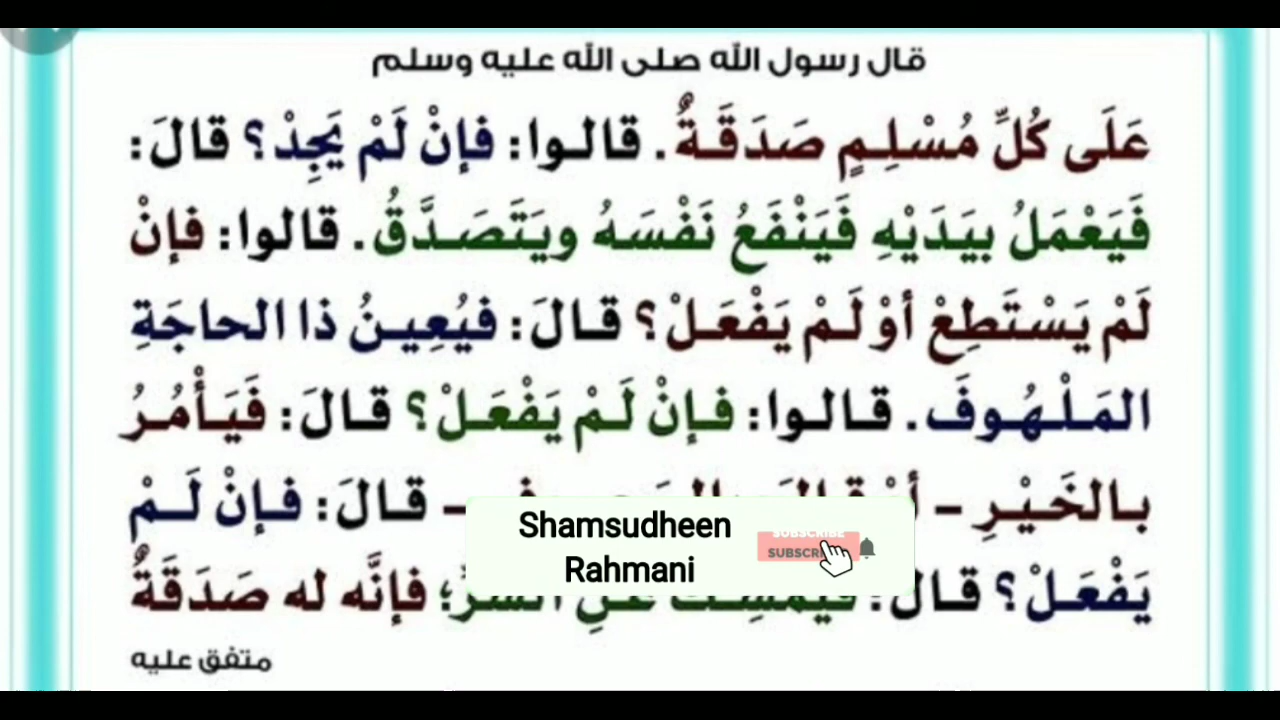 قال رسول الله صلى الله عليه وسلم
عَلَى كُلِّ مُسْلِمٍ صَدَقَةٌ. قالوا: فإنْ لَمْ يَجِدْ؟ قالَ:
فَيَعْمَلُ بيَدَيْهِ فَيَنْفَعُ نَفْسَهُ ويَتَصَدَّقُ. قالوا: فإنْ
لَمْ يَسْتَطِعْ أوْ لَمْ يَفْعَلْ؟ قالَ: فيُعِينُ ذا الحاجَةِ
المَلْهُوفَ. قالوا: فإنْ لَمْ يَفْعَلْ؟ قالَ: فَيَأْمُرُ
بالخَيْرِ - - قالَ: فإنْ لَمْ
Shamsudheen
Rahmani
SUBSCRIBE
يَفْعَلْ؟ قالَ: فإنَّه له صَدَقَةٌ
متفق عليه